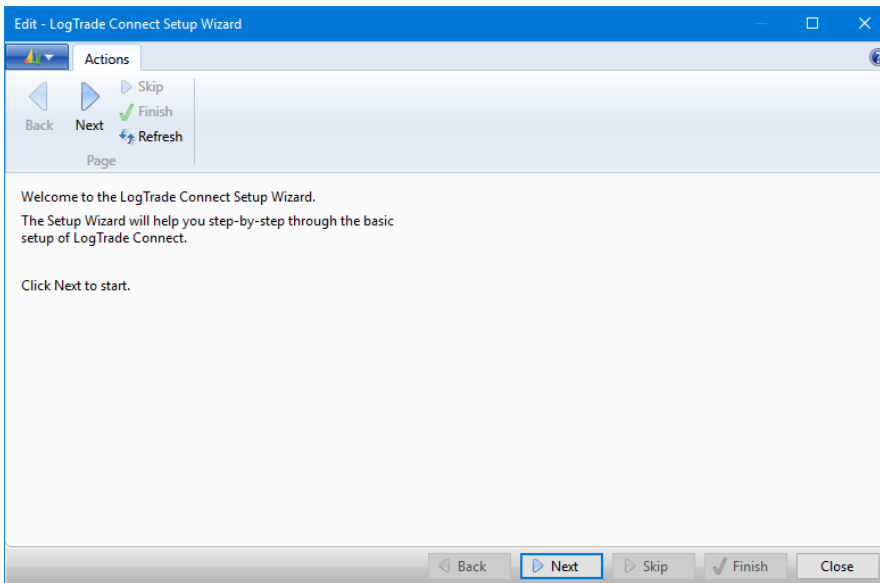 Edit - LogTrade Connect Setup Wizard
Actions
Back
Next
Skip
Finish
Refresh
Page
Welcome to the LogTrade Connect Setup Wizard.
The Setup Wizard will help you step-by-step through the basic
setup of LogTrade Connect.
Click Next to start.
Back
Next
Skip
Finish
Close